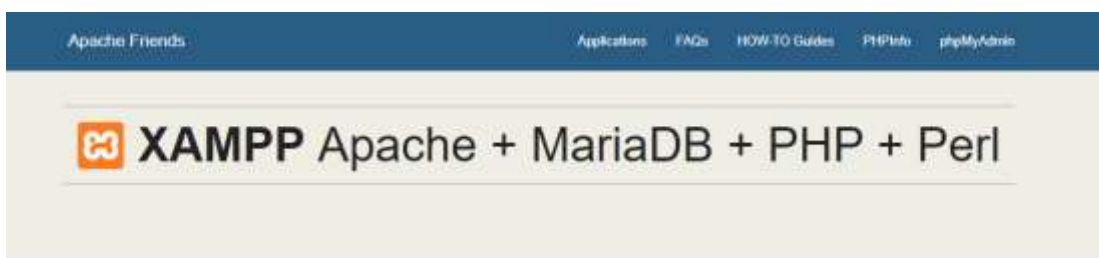 Apache Friends
Applications FAQs HOW-TO Guides PHPInfo phpMyAdmin
XAMPP Apache + MariaDB + PHP + Perl